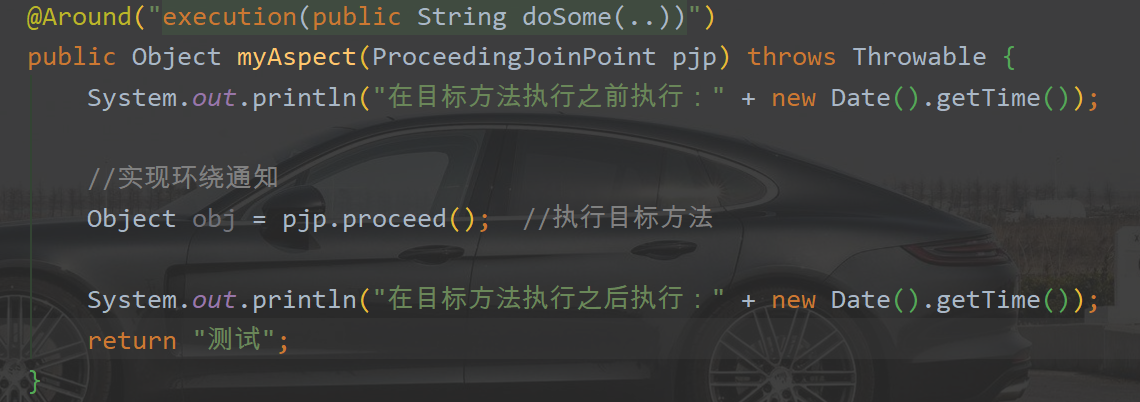 @Around("execution(public String doSome(..))")
public Object myAspect(ProceedingJoinPoint pjp) throws Throwable {
System.out.println("在目标方法执行之前执行：" + new Date().getTime());
//实现环绕通知
Object obj = pjp.proceed();  //执行目标方法
System.out.println("在目标方法执行之后执行：" + new Date().getTime());
return "测试";
}